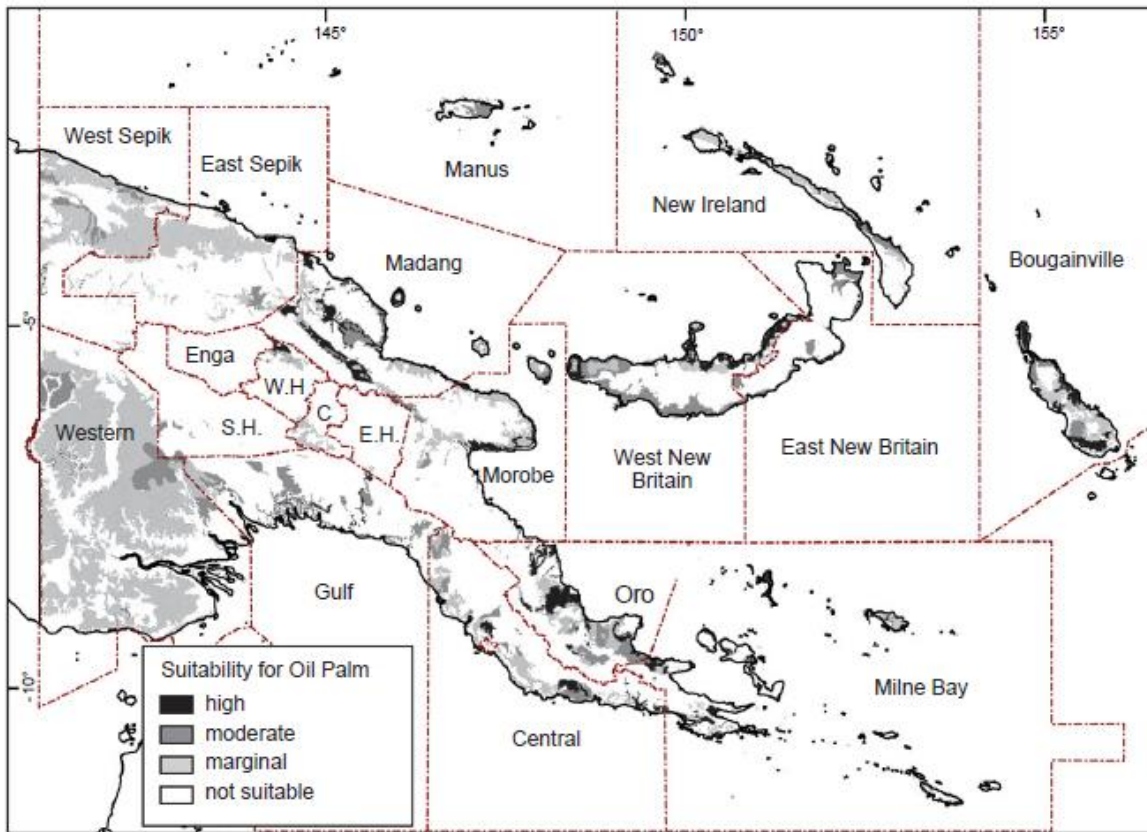 145°
150°
155°
West Sepik
East Sepik
Manus
New Ireland
Madang
Bougainville
-5°
Enga
W.H.
C
S.H.
E.H.
Western
Morobe
West New
Britain
East New Britain
Gulf
Oro
Suitability for Oil Palm
high
moderate
marginal
not suitable
-10°
Milne Bay
Central